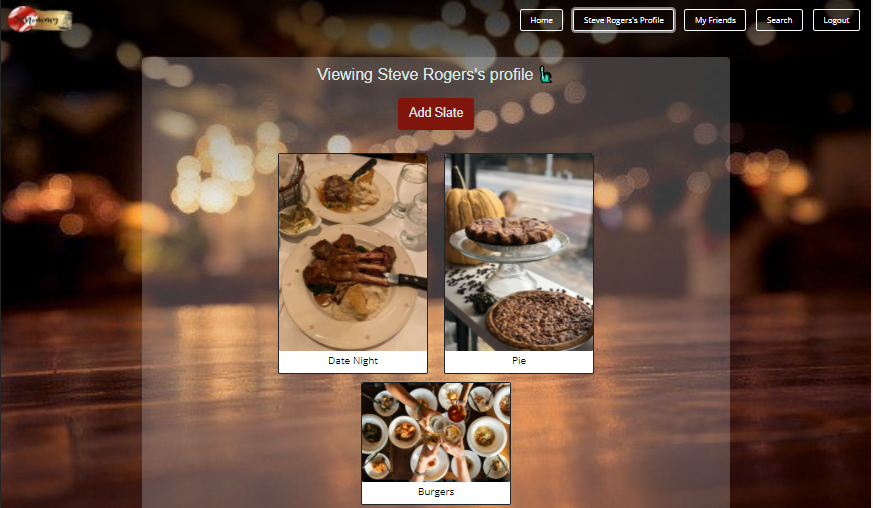 Home
Steve Rogers's Profile
My Friends
Search
Logout
Viewing Steve Rogers's profile
Add Slate
Date Night
Pie
Burgers